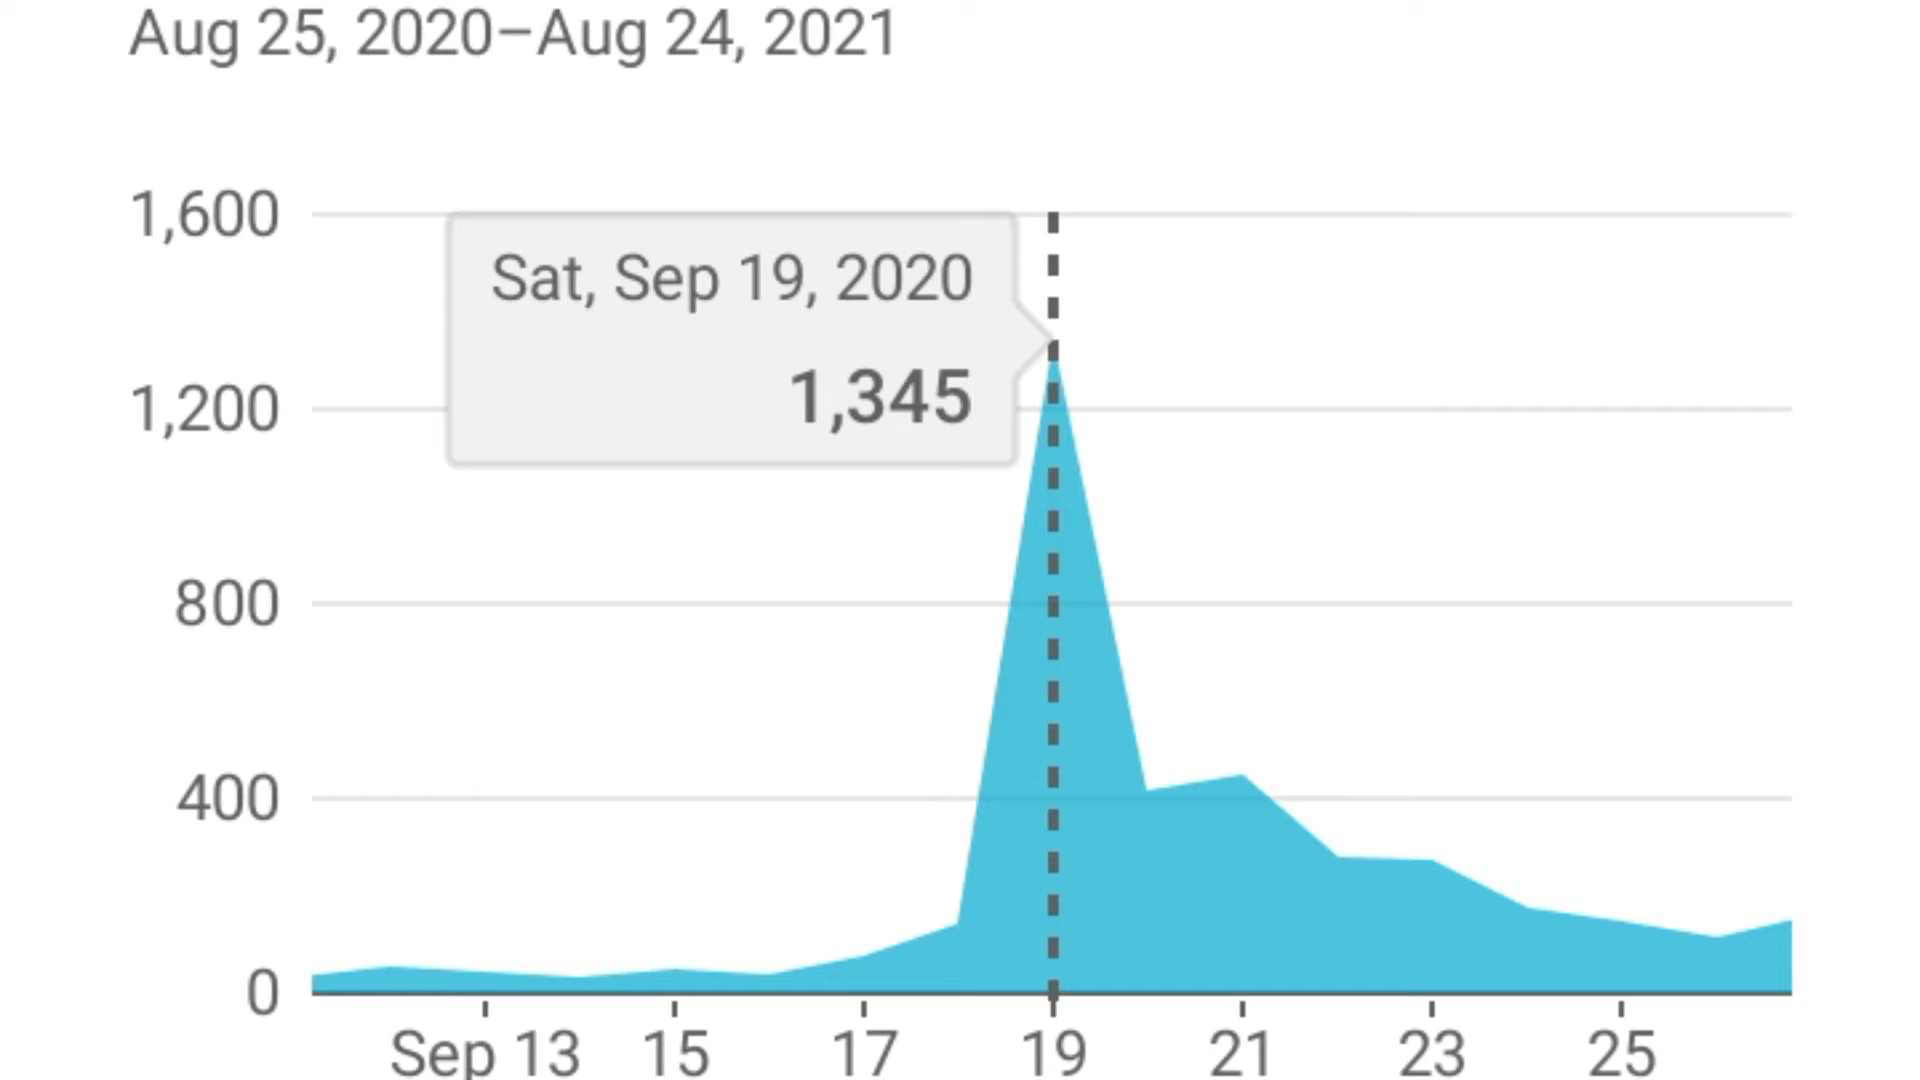 Aug 25, 2020–Aug 24, 2021
1,600
Sat, Sep 19, 2020
1,345
1,200
800
400
0
Sep 13 15 17 19 21 23 25